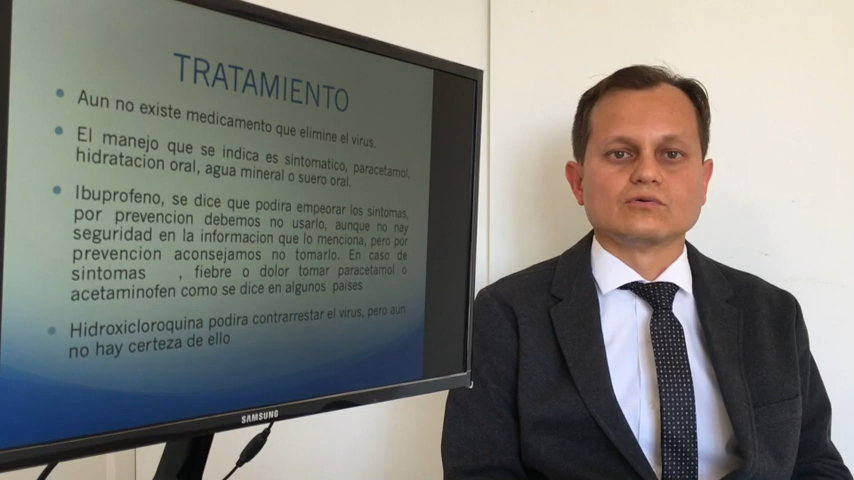 TRATAMIENTO
• Aun no existe medicamento que elimine el virus.
• El manejo que se indica es sintomatico, paracetamol,
hidratacion oral, agua mineral o suero oral.
• Ibuprofeno, se dice que podira empeorar los sintomas,
por prevencion debemos no usarlo, aunque no nay
seguridad en la informacion que lo menciona, pero por
prevencion aconsejamos no tomarlo. En caso de
sintomas , fiebre o dolor tomar paracetamol o
acetaminofen como se dice en algunos paises
• Hidroxicloroquina podira contrarrestar el virus, pero aun
no hay certeza de ello
SAMSUNG